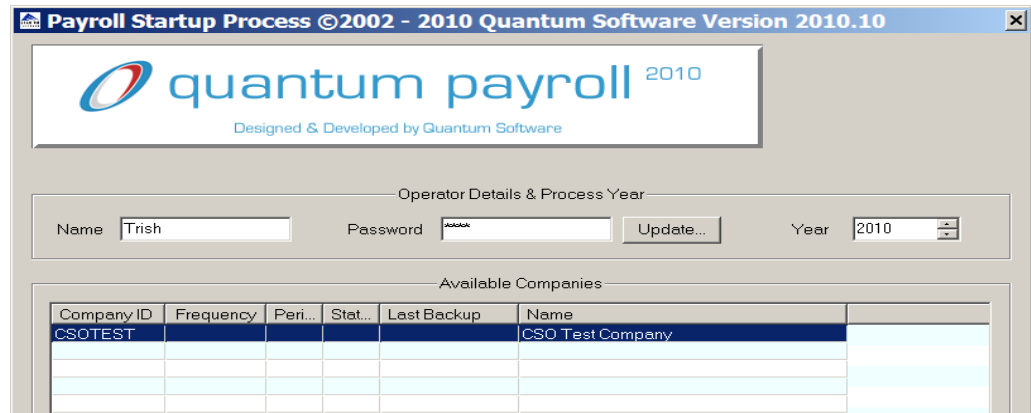 Payroll Startup Process ©2002 - 2010 Quantum Software Version 2010.10
quantum payroll 2010
Designed & Developed by Quantum Software
Operator Details & Process Year
Name Trish Password **** Update... Year 2010
Available Companies
Company ID Frequency Peri... Stat... Last Backup Name
CSOTEST CSO Test Company